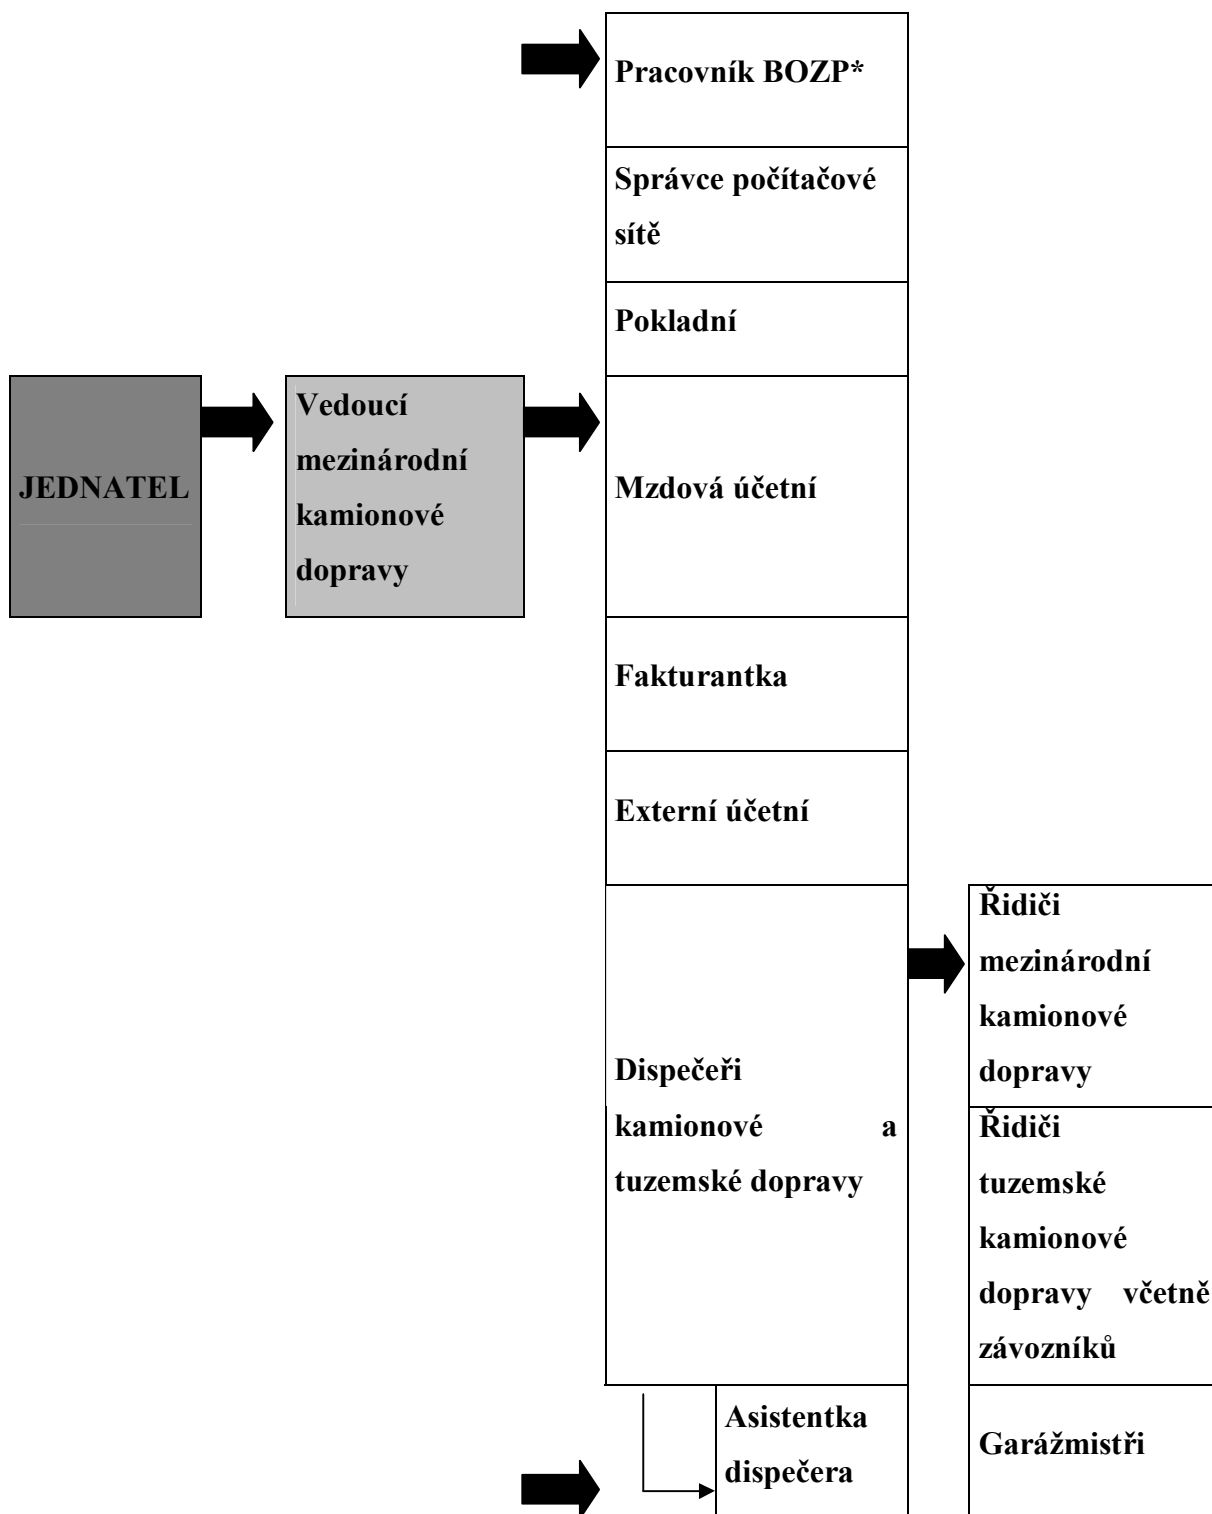 Pracovník BOZP*
Správce počítačové
sítě
Pokladní
JEDNATEL
Vedoucí
mezinárodní
kamionové
dopravy
Mzdová účetní
Fakturantka
Externí účetní
Dispečeři
kamionové a
tuzemské dopravy
Řidiči
mezinárodní
kamionové
dopravy
Řidiči
tuzemské
kamionové
dopravy včetně
závozníků
Asistentka
dispečera
Garážmistři